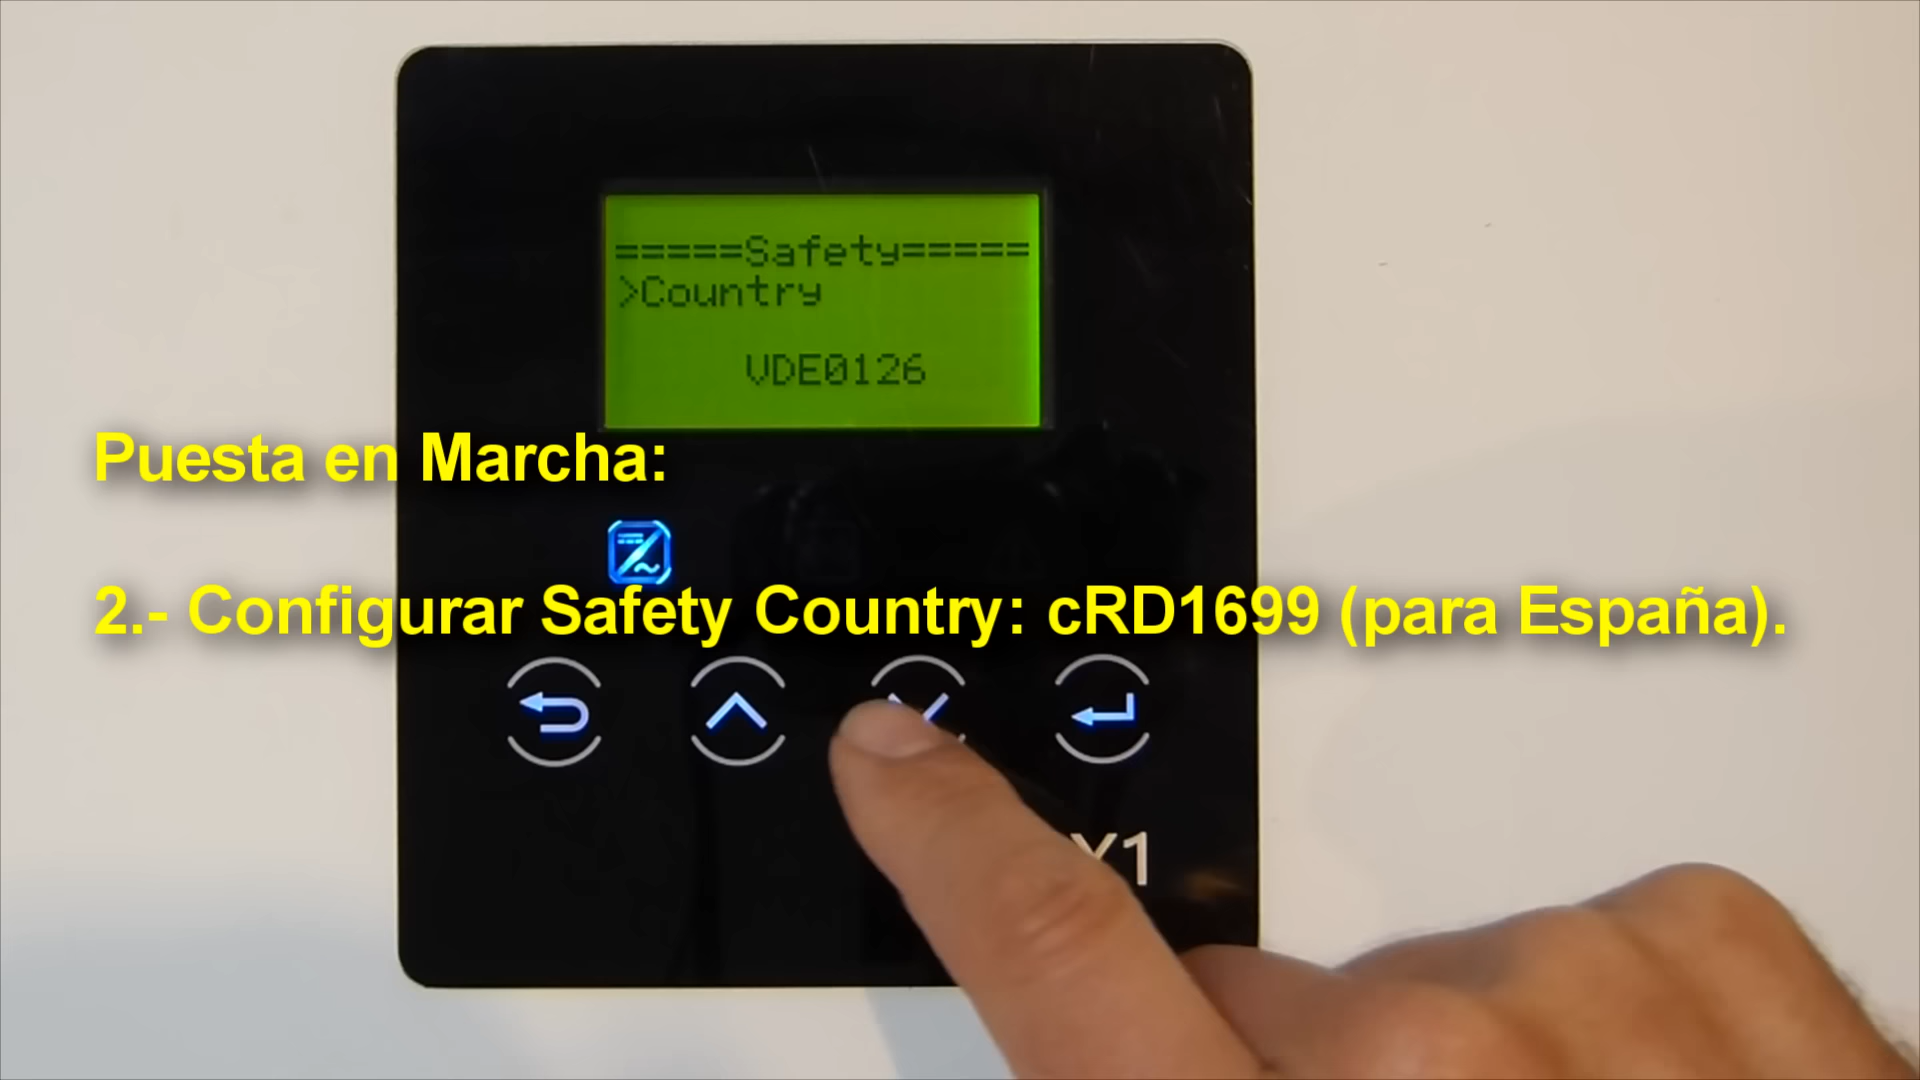 =====Safety=====
>Country
VDE0126
Puesta en Marcha:
2.- Configurar Safety Country: cRD1699 (para España).
X1